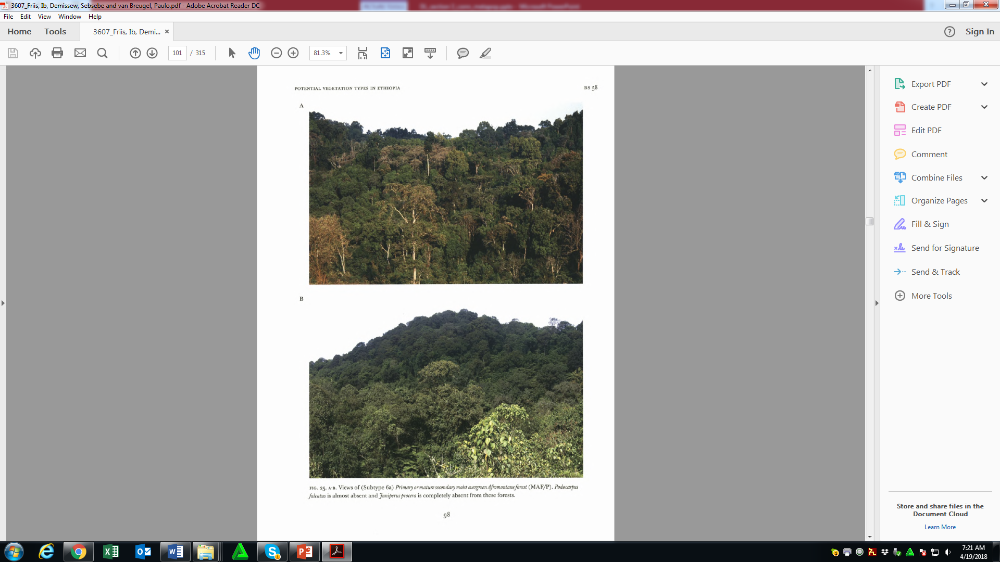 3607_Friis, Ib, Demissew, Sebsebe and van Breugel, Paulo.pdf - Adobe Acrobat Reader DC
File Edit View Window Help
Home Tools 3607_Friis, Ib, Demi... × Sign In
101 / 315 81.3%
POTENTIAL VEGETATION TYPES IN ETHIOPIA BS 58
A
B
FIG. 25. A-B. Views of (Subtype 6a) Primary or mature secondary moist evergreen Afromontane forest (MAF/P). Podocarpus
falcatus is almost absent and Juniperus procera is completely absent from these forests.
98
Export PDF
Create PDF
Edit PDF
Comment
Combine Files
Organize Pages
Fill & Sign
Send for Signature
Send & Track
More Tools
Store and share files in the
Document Cloud
Learn More
7:21 AM
4/19/2018